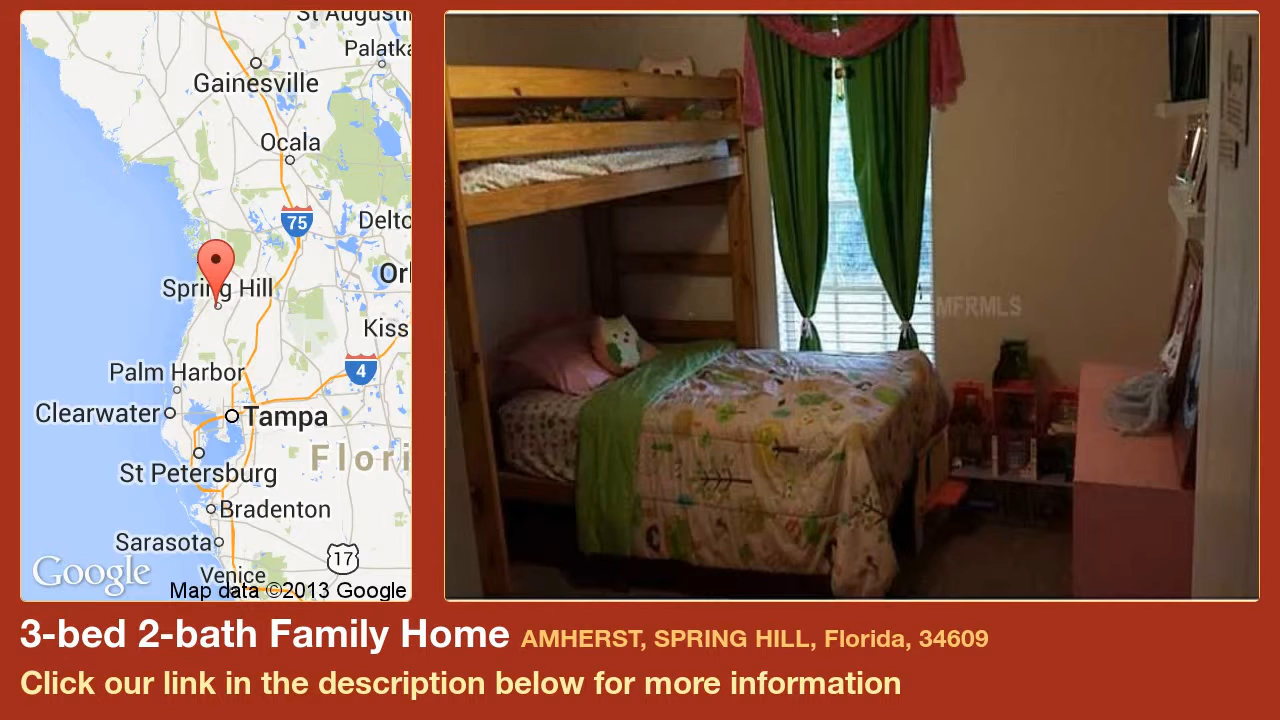 St Augusti
Palatka
Gainesville
Ocala
75
Delto
Spring Hill
Orl
Kiss
4
Palm Harbor
Clearwater
Tampa
Flori
St Petersburg
Bradenton
Sarasota
17
Venice
Google
Map data ©2013 Google
MFRMLS
3-bed 2-bath Family Home AMHERST, SPRING HILL, Florida, 34609
Click our link in the description below for more information